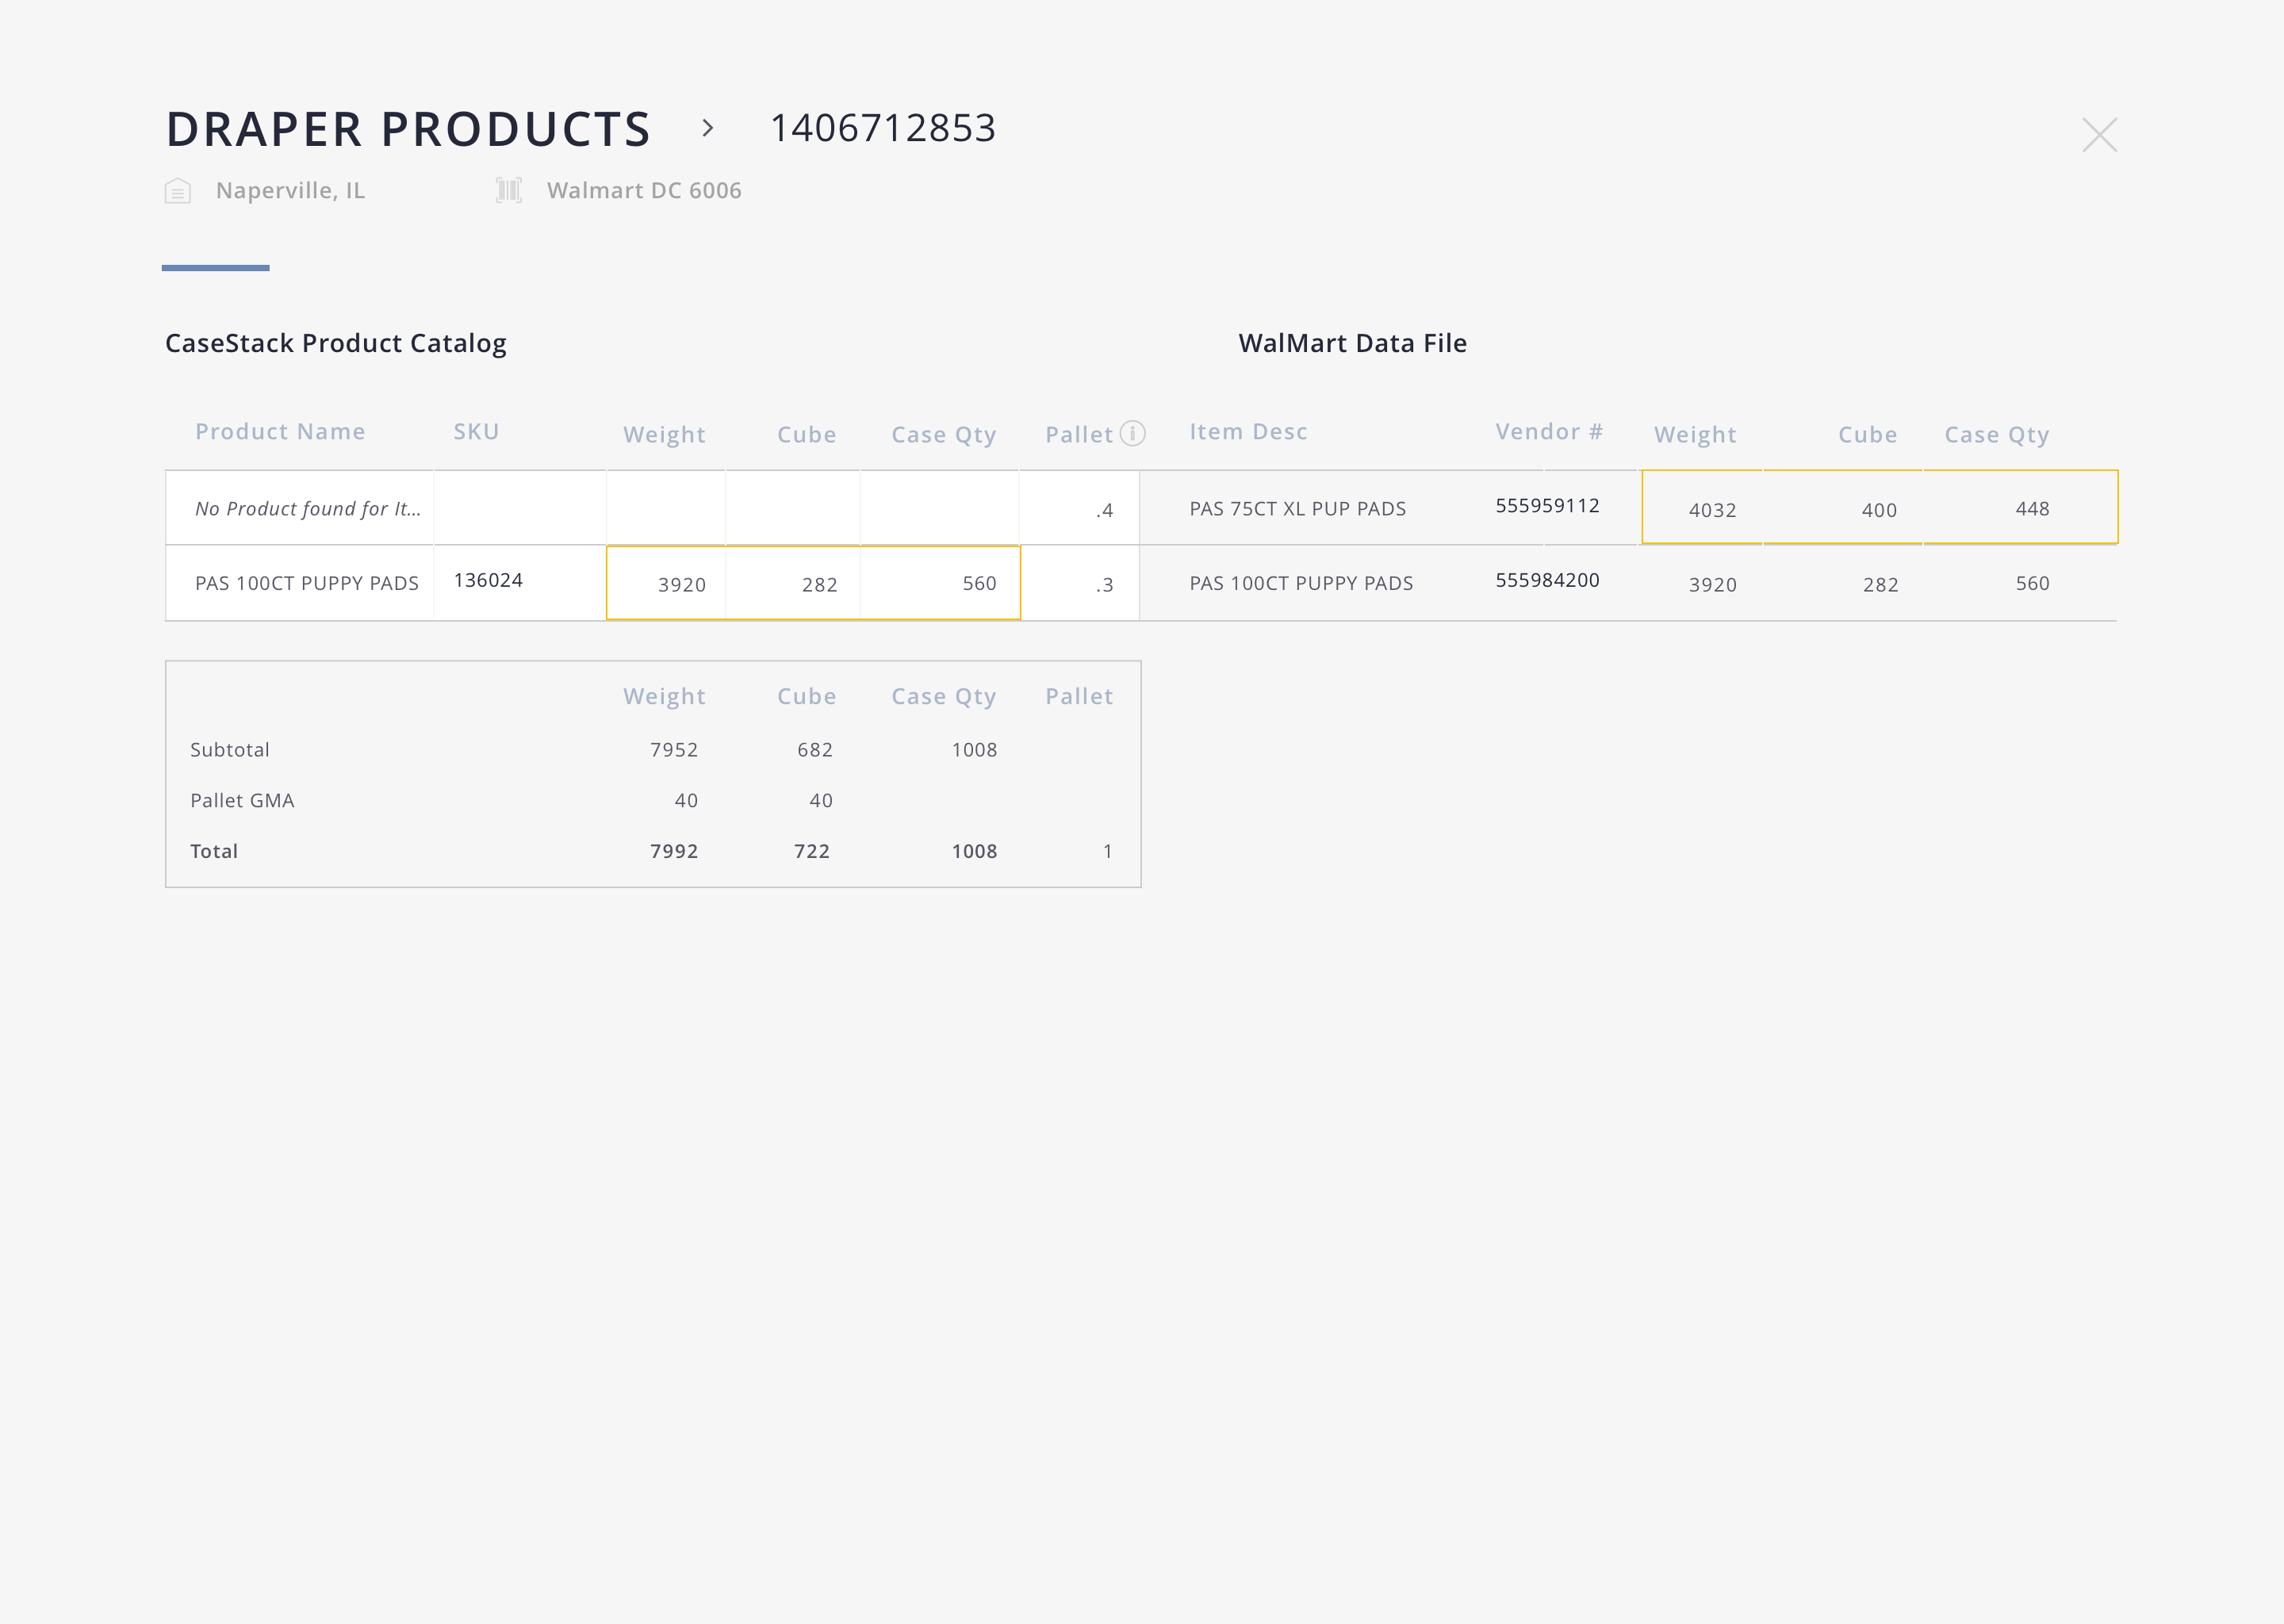 DRAPER PRODUCTS > 1406712853
Naperville, IL Walmart DC 6006
CaseStack Product Catalog WalMart Data File
Product Name SKU Weight Cube Case Qty Pallet Item Desc Vendor # Weight Cube Case Qty
No Product found for It... .4 PAS 75CT XL PUP PADS 555959112 4032 400 448
PAS 100CT PUPPY PADS 136024 3920 282 560 .3 PAS 100CT PUPPY PADS 555984200 3920 282 560
Weight Cube Case Qty Pallet
Subtotal 7952 682 1008
Pallet GMA 40 40
Total 7992 722 1008 1